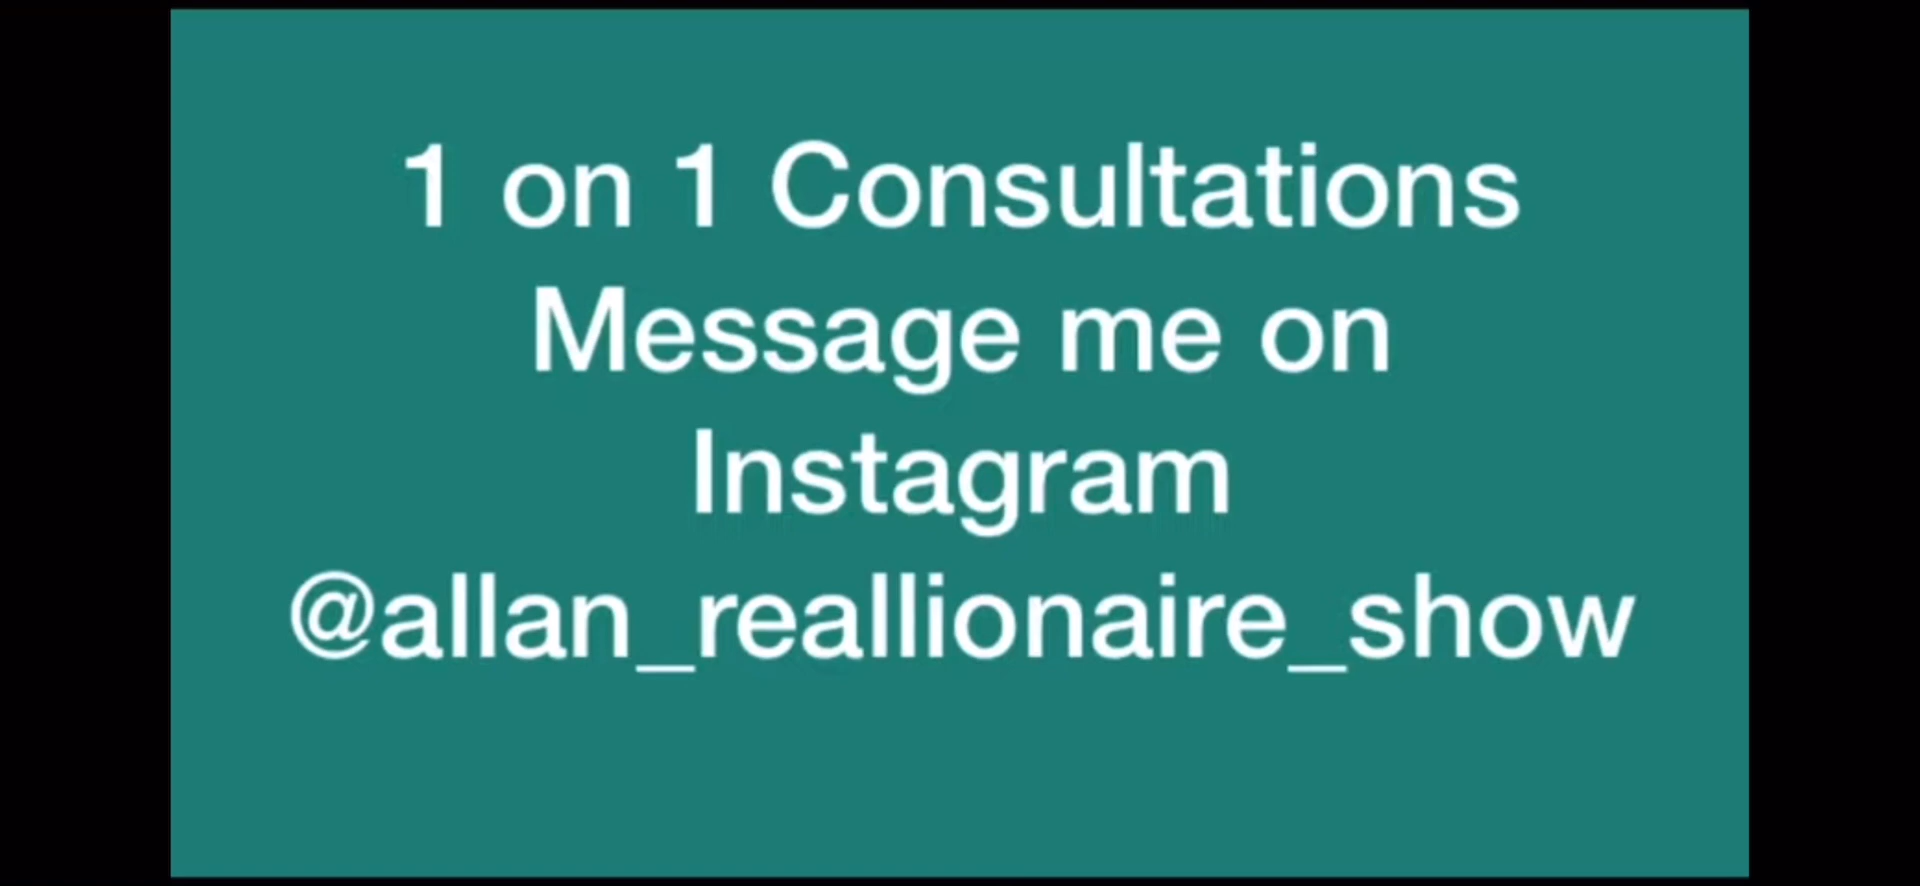 1 on 1 Consultations
Message me on
Instagram
@allan_reallionaire_show